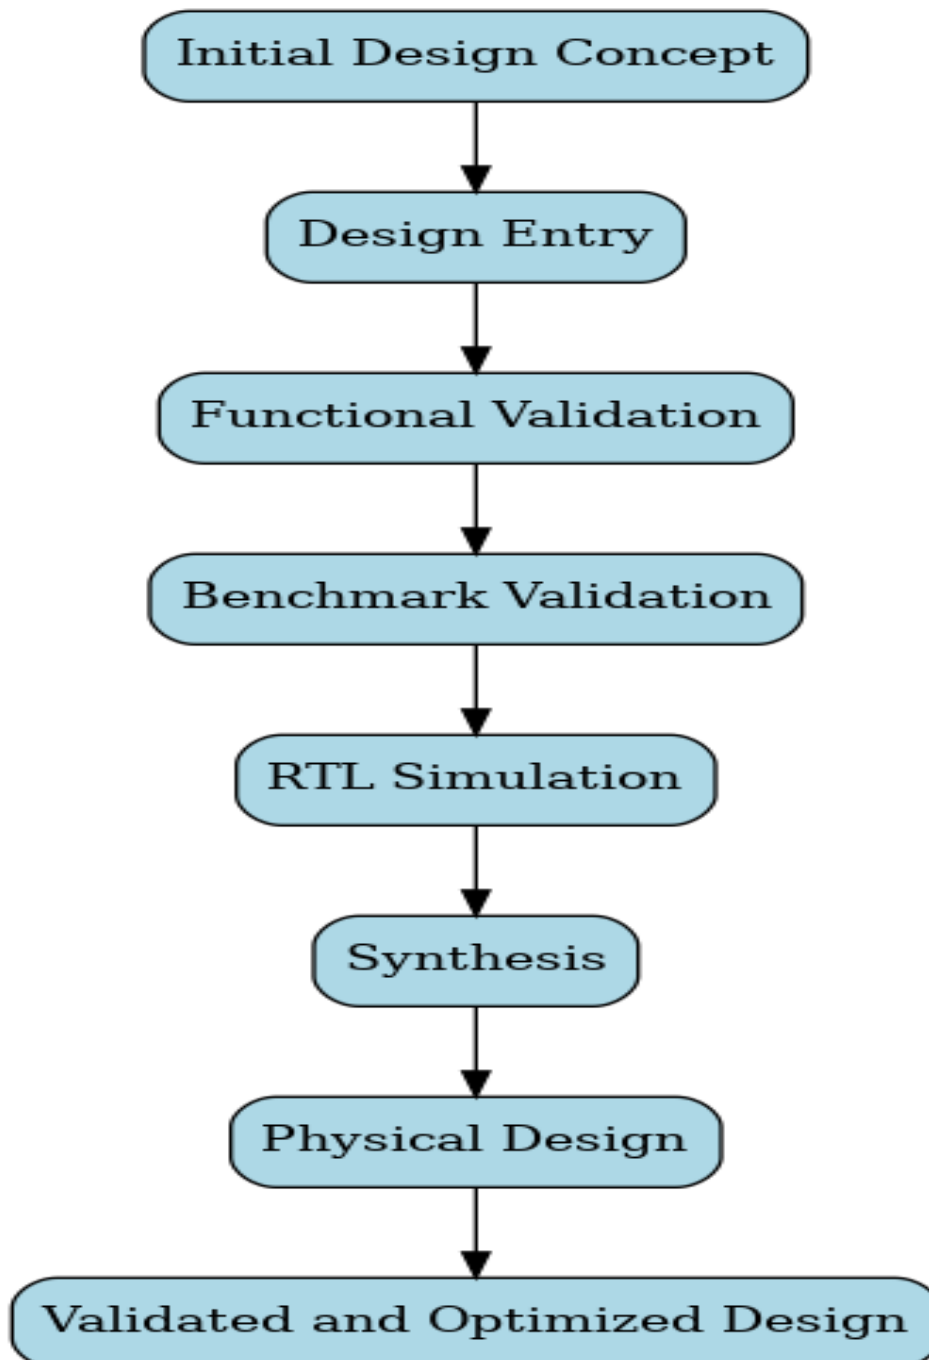 Initial Design Concept
Design Entry
Functional Validation
Benchmark Validation
RTL Simulation
Synthesis
Physical Design
Validated and Optimized Design